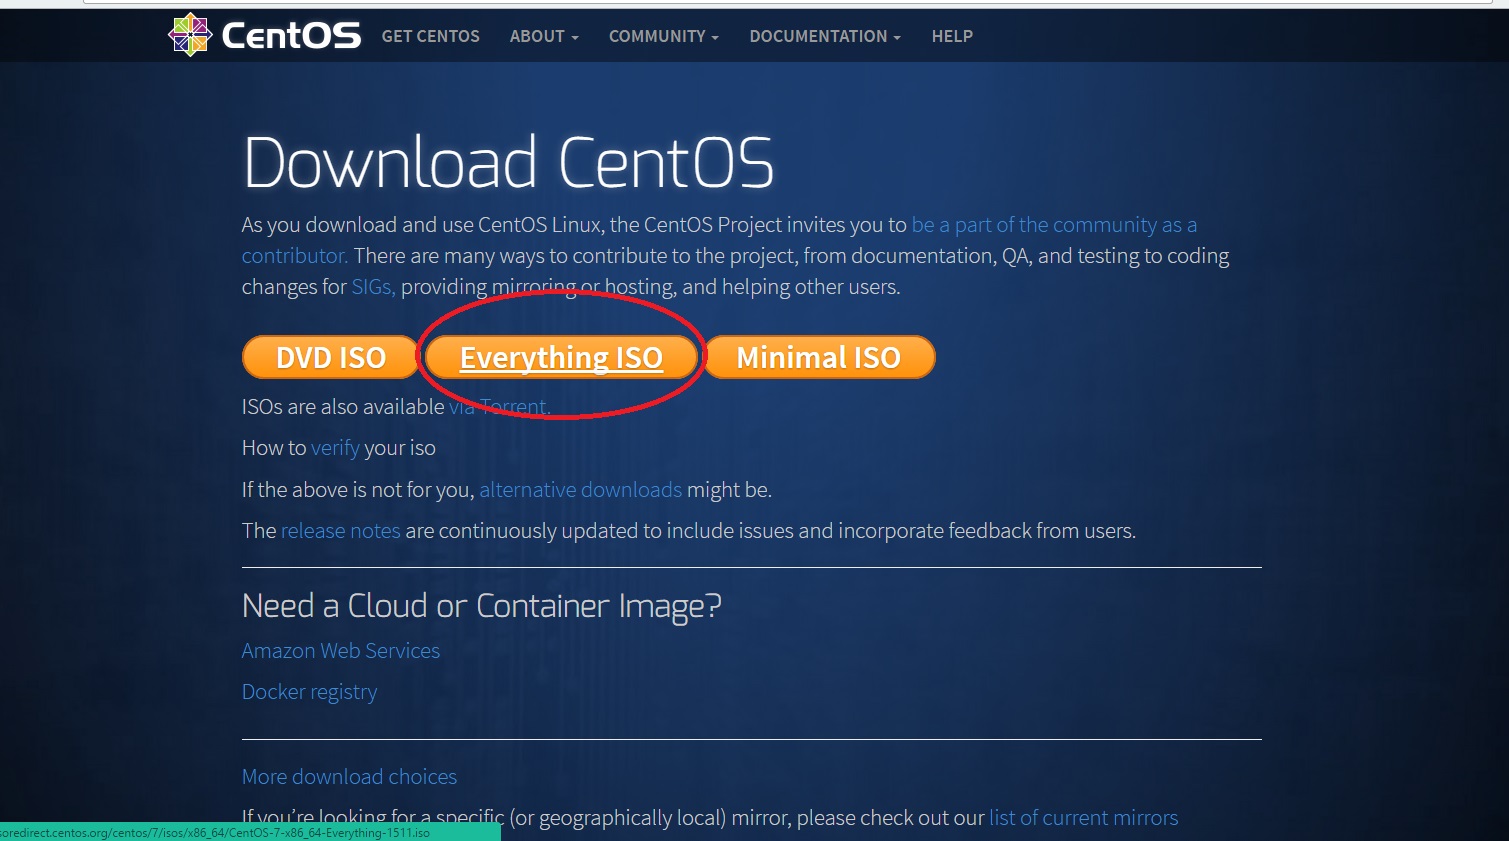 CentOS GET CENTOS ABOUT COMMUNITY DOCUMENTATION HELP
Download CentOS
As you download and use CentOS Linux, the CentOS Project invites you to be a part of the community as a
contributor. There are many ways to contribute to the project, from documentation, QA, and testing to coding
changes for SIGs, providing mirroring or hosting, and helping other users.
DVD ISO Everything ISO Minimal ISO
ISOs are also available via Torrent.
How to verify your iso
If the above is not for you, alternative downloads might be.
The release notes are continuously updated to include issues and incorporate feedback from users.
Need a Cloud or Container Image?
Amazon Web Services
Docker registry
More download choices
If you’re looking for a specific (or geographically local) mirror, please check out our list of current mirrors
soredirect.centos.org/centos/7/isos/x86_64/CentOS-7-x86_64-Everything-1511.iso